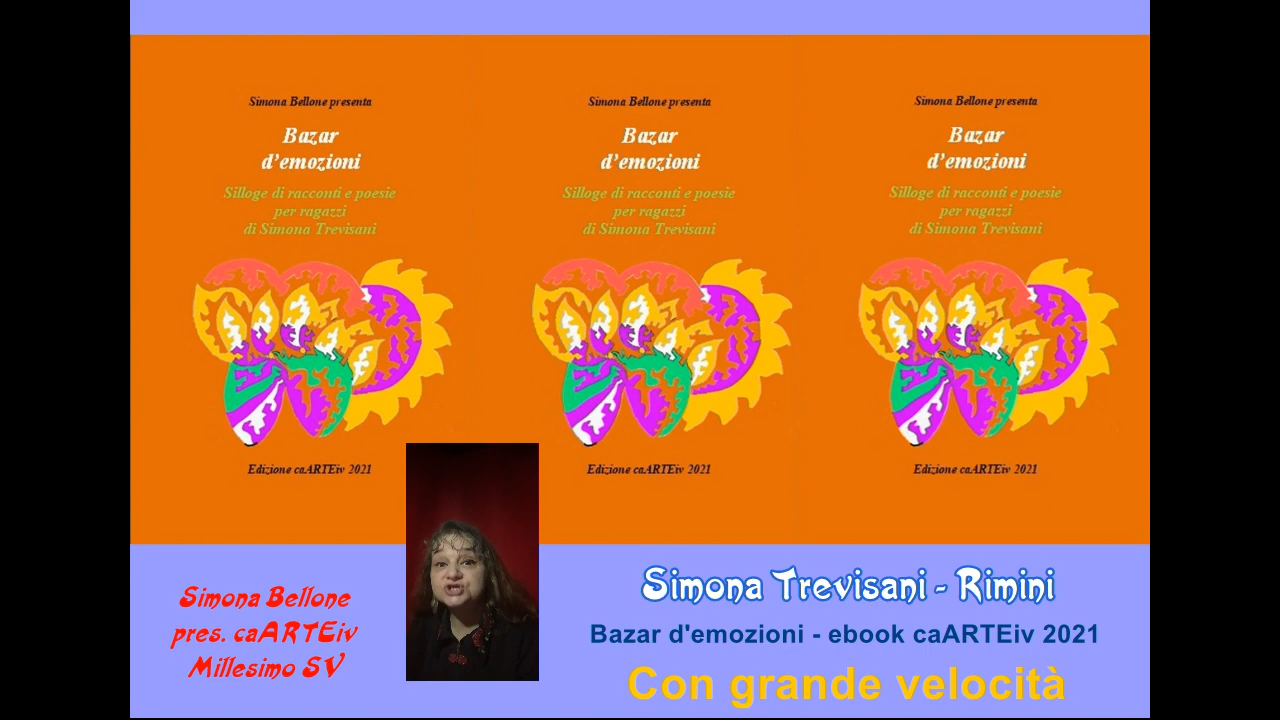 Simona Bellone presenta
Bazar
d'emozioni
Silloge di racconti e poesie
per ragazzi
di Simona Trevisani
Edizione caARTEiv 2021
Simona Bellone presenta
Bazar
d'emozioni
Silloge di racconti e poesie
per ragazzi
di Simona Trevisani
Edizione caARTEiv 2021
Simona Bellone presenta
Bazar
d'emozioni
Silloge di racconti e poesie
per ragazzi
di Simona Trevisani
Edizione caARTEiv 2021
Simona Bellone
pres. caARTEiv
Millesimo SV
Simona Trevisani - Rimini
Bazar d'emozioni - ebook caARTEiv 2021
Con grande velocità